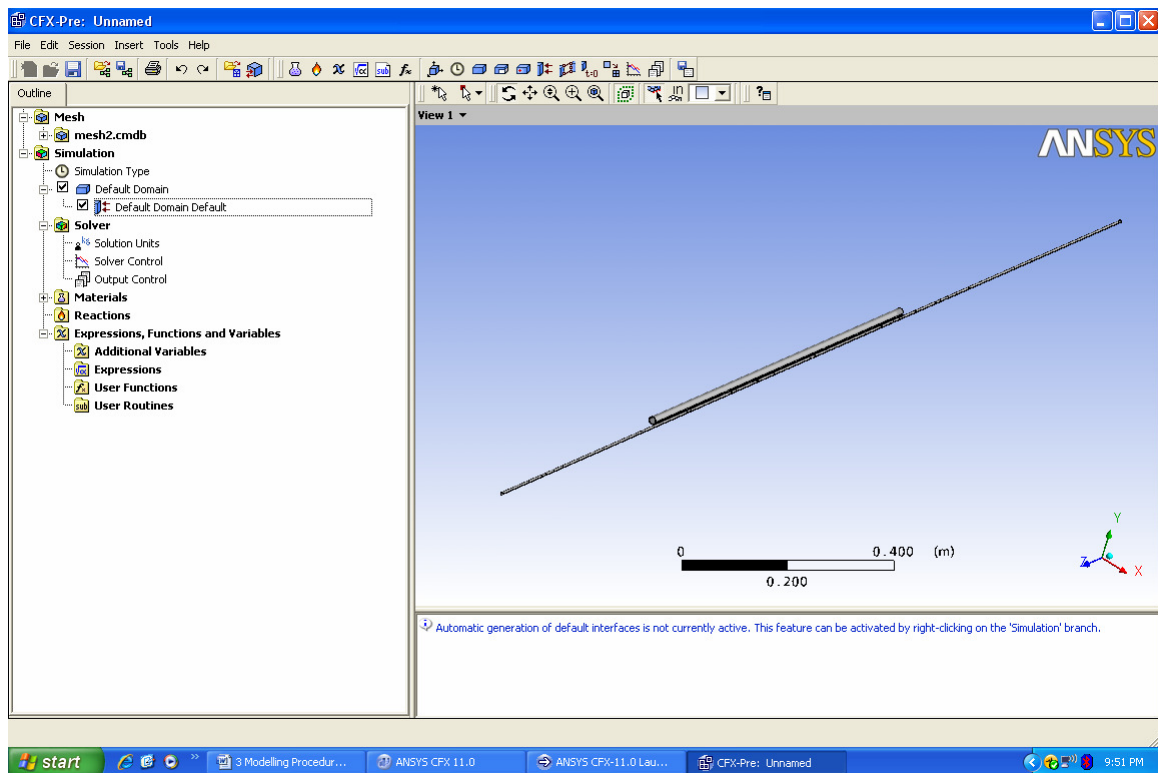 CFX-Pre: Unnamed
File Edit Session Insert Tools Help
Outline
Mesh
mesh2.cmdb
Simulation
Simulation Type
Default Domain
Default Domain Default
Solver
Solution Units
Solver Control
Output Control
Materials
Reactions
Expressions, Functions and Variables
Additional Variables
Expressions
User Functions
User Routines
View 1
ANSYS
0 0.400 (m)
0.200
Y
Z
X
Automatic generation of default interfaces is not currently active. This feature can be activated by right-clicking on the 'Simulation' branch.
start
3 Modelling Procedur...
ANSYS CFX 11.0
ANSYS CFX-11.0 Lau...
CFX-Pre: Unnamed
9:51 PM